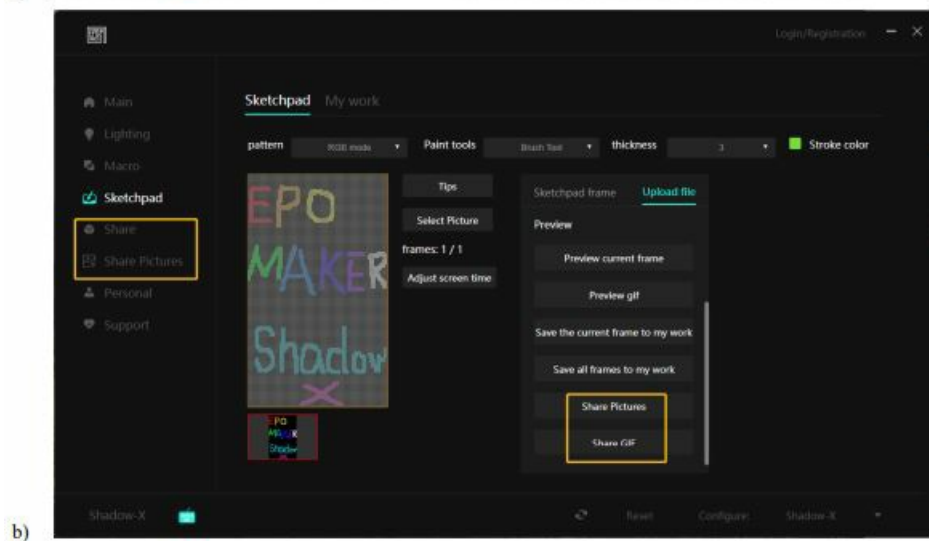 Login/Registration
Main
Lighting
Macro
Sketchpad
Share
Share Pictures
Personal
Support
Sketchpad My work
pattern RGB mode Paint tools Brush Tool thickness 3 Stroke color
EPO
MAKER
Shadow
X
Tips
Select Picture
frames: 1 / 1
Adjust screen time
EPO
MAKER
Shadow
X
Sketchpad frame Upload file
Preview
Preview current frame
Preview gif
Save the current frame to my work
Save all frames to my work
Share Pictures
Share GIF
Shadow-X Reset Configure: Shadow-X
b)